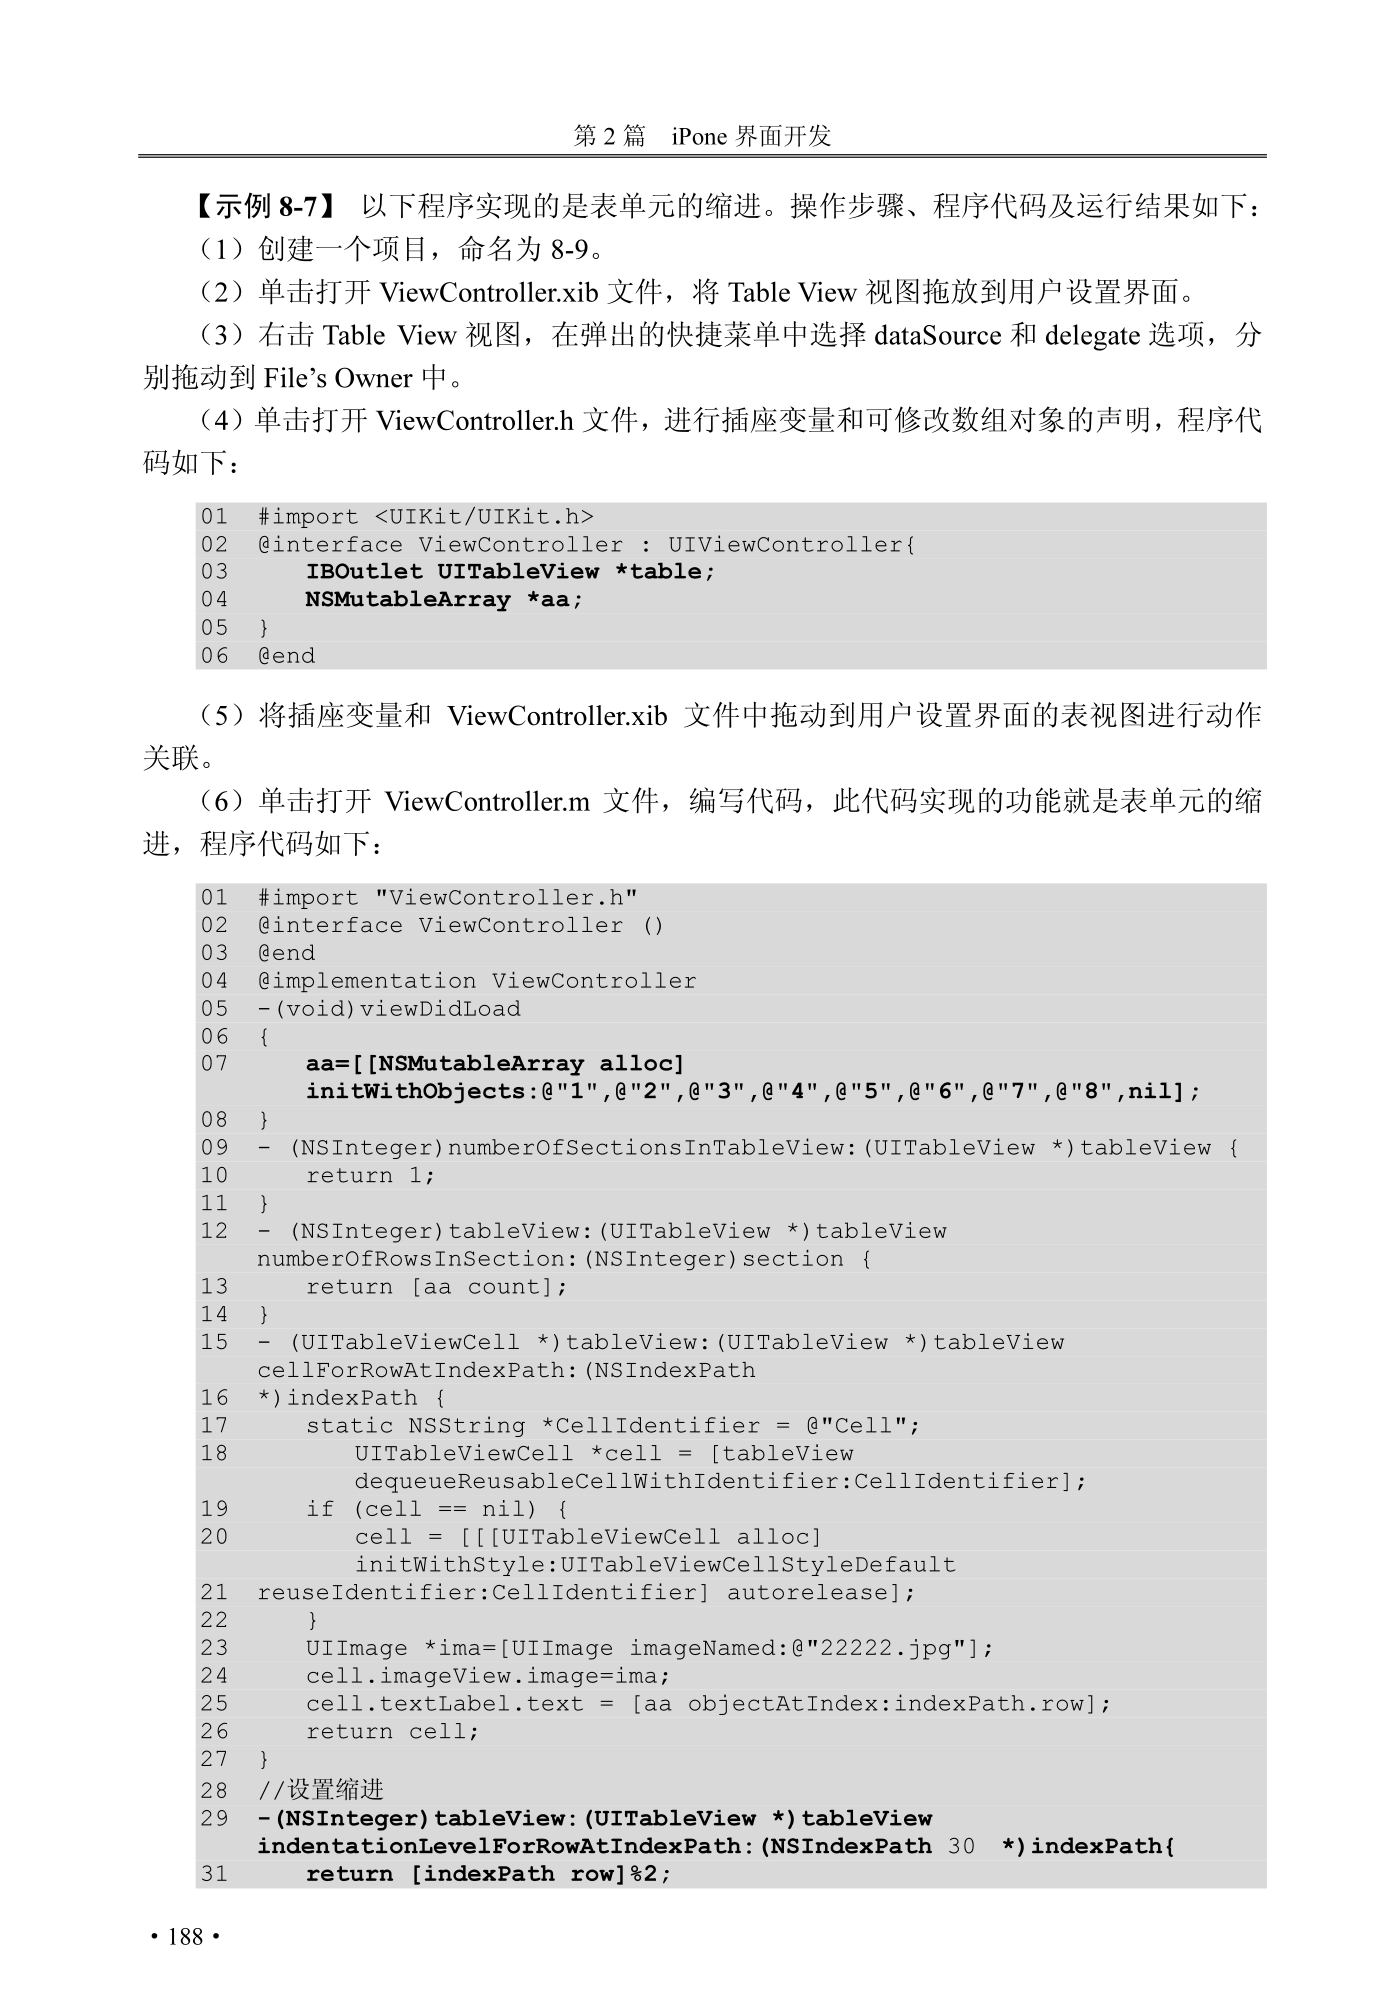 第 2 篇　iPone 界面开发
【示例 8-7】 以下程序实现的是表单元的缩进。操作步骤、程序代码及运行结果如下：
（1）创建一个项目，命名为 8-9。
（2）单击打开 ViewController.xib 文件，将 Table View 视图拖放到用户设置界面。
（3）右击 Table View 视图，在弹出的快捷菜单中选择 dataSource 和 delegate 选项，分
别拖动到 File’s Owner 中。
（4）单击打开 ViewController.h 文件，进行插座变量和可修改数组对象的声明，程序代
码如下：
01  #import <UIKit/UIKit.h>
02  @interface ViewController : UIViewController{
03     IBOutlet UITableView *table;
04     NSMutableArray *aa;
05  }
06  @end
（5）将插座变量和 ViewController.xib 文件中拖动到用户设置界面的表视图进行动作
关联。
（6）单击打开 ViewController.m 文件，编写代码，此代码实现的功能就是表单元的缩
进，程序代码如下：
01  #import "ViewController.h"
02  @interface ViewController ()
03  @end
04  @implementation ViewController
05  -(void)viewDidLoad
06  {
07     aa=[[NSMutableArray alloc]
initWithObjects:@"1",@"2",@"3",@"4",@"5",@"6",@"7",@"8",nil];
08  }
09  - (NSInteger)numberOfSectionsInTableView:(UITableView *)tableView {
10     return 1;
11  }
12  - (NSInteger)tableView:(UITableView *)tableView
numberOfRowsInSection:(NSInteger)section {
13     return [aa count];
14  }
15  - (UITableViewCell *)tableView:(UITableView *)tableView
cellForRowAtIndexPath:(NSIndexPath
16  *)indexPath {
17     static NSString *CellIdentifier = @"Cell";
18        UITableViewCell *cell = [tableView
dequeueReusableCellWithIdentifier:CellIdentifier];
19     if (cell == nil) {
20        cell = [[[UITableViewCell alloc]
initWithStyle:UITableViewCellStyleDefault
21  reuseIdentifier:CellIdentifier] autorelease];
22     }
23     UIImage *ima=[UIImage imageNamed:@"22222.jpg"];
24     cell.imageView.image=ima;
25     cell.textLabel.text = [aa objectAtIndex:indexPath.row];
26     return cell;
27  }
28  //设置缩进
29  -(NSInteger)tableView:(UITableView *)tableView
indentationLevelForRowAtIndexPath:(NSIndexPath 30  *)indexPath{
31     return [indexPath row]%2;
• 188 •